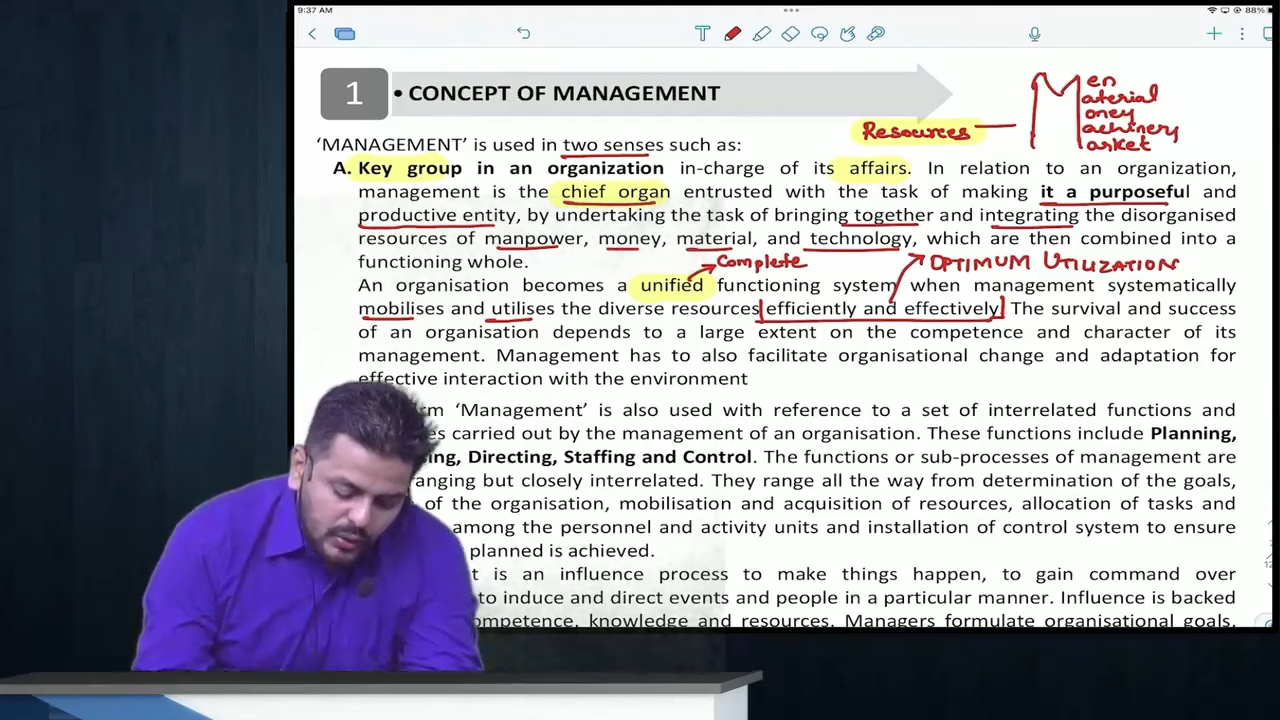 9:37 AM
88%
1
• CONCEPT OF MANAGEMENT
Men
Material
Money
Machinery
Market
Resources
‘MANAGEMENT’ is used in two senses such as:
A. Key group in an organization in-charge of its affairs. In relation to an organization,
management is the chief organ entrusted with the task of making it a purposeful and
productive entity, by undertaking the task of bringing together and integrating the disorganised
resources of manpower, money, material, and technology, which are then combined into a
functioning whole.
Complete
OPTIMUM UTILIZATION
An organisation becomes a unified functioning system when management systematically
mobilises and utilises the diverse resources efficiently and effectively. The survival and success
of an organisation depends to a large extent on the competence and character of its
management. Management has to also facilitate organisational change and adaptation for
effective interaction with the environment
‘Management’ is also used with reference to a set of interrelated functions and
carried out by the management of an organisation. These functions include Planning,
Directing, Staffing and Control. The functions or sub-processes of management are
but closely interrelated. They range all the way from determination of the goals,
of the organisation, mobilisation and acquisition of resources, allocation of tasks and
among the personnel and activity units and installation of control system to ensure
planned is achieved.
is an influence process to make things happen, to gain command over
to induce and direct events and people in a particular manner. Influence is backed
knowledge and resources. Managers formulate organisational goals,